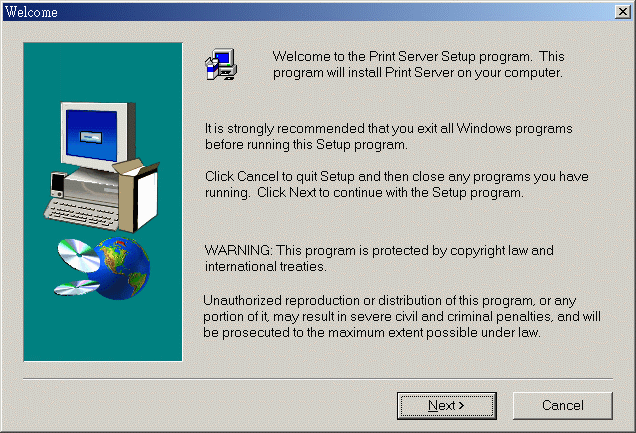 Welcome
Welcome to the Print Server Setup program. This
program will install Print Server on your computer.
It is strongly recommended that you exit all Windows programs
before running this Setup program.
Click Cancel to quit Setup and then close any programs you have
running. Click Next to continue with the Setup program.
WARNING: This program is protected by copyright law and
international treaties.
Unauthorized reproduction or distribution of this program, or any
portion of it, may result in severe civil and criminal penalties, and will
be prosecuted to the maximum extent possible under law.
Next >
Cancel